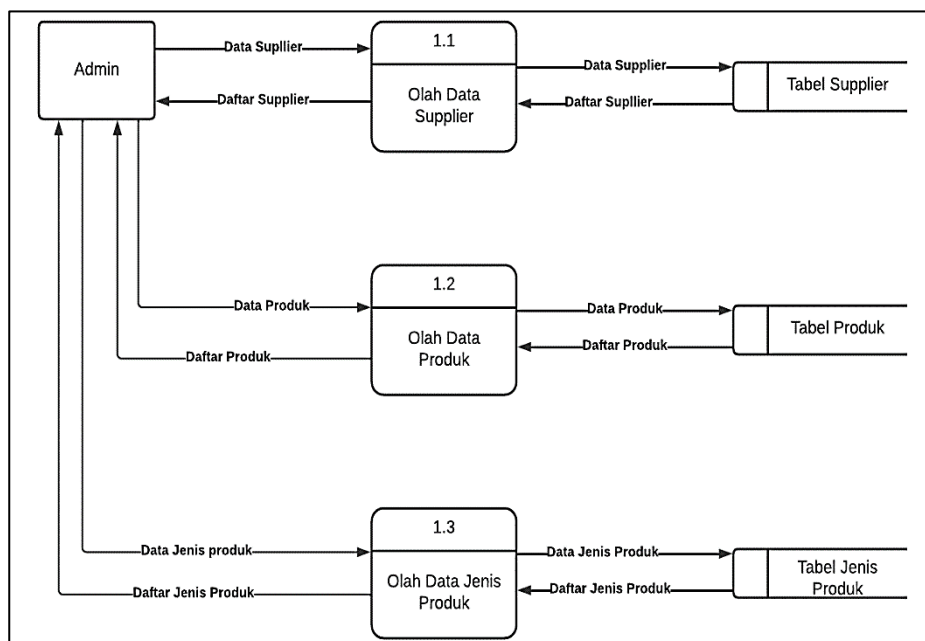 Admin
Data Supllier
Daftar Supplier
1.1
Olah Data
Supplier
Data Supplier
Daftar Supllier
Tabel Supplier
Data Produk
Daftar Produk
1.2
Olah Data
Produk
Data Produk
Daftar Produk
Tabel Produk
Data Jenis produk
Daftar Jenis Produk
1.3
Olah Data Jenis
Produk
Data Jenis Produk
Daftar Jenis Produk
Tabel Jenis
Produk